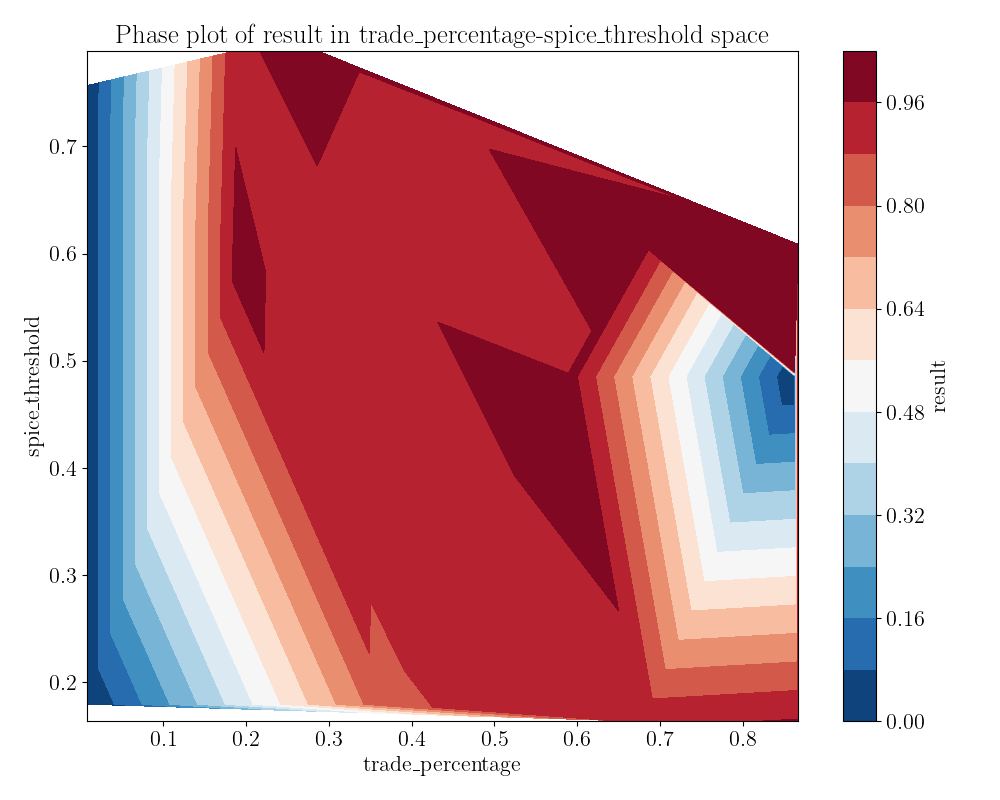 Phase plot of result in trade_percentage-spice_threshold space
0.7
0.6
0.5
0.4
0.3
0.2
spice_threshold
0.1 0.2 0.3 0.4 0.5 0.6 0.7 0.8
trade_percentage
0.96
0.80
0.64
0.48
0.32
0.16
0.00
result